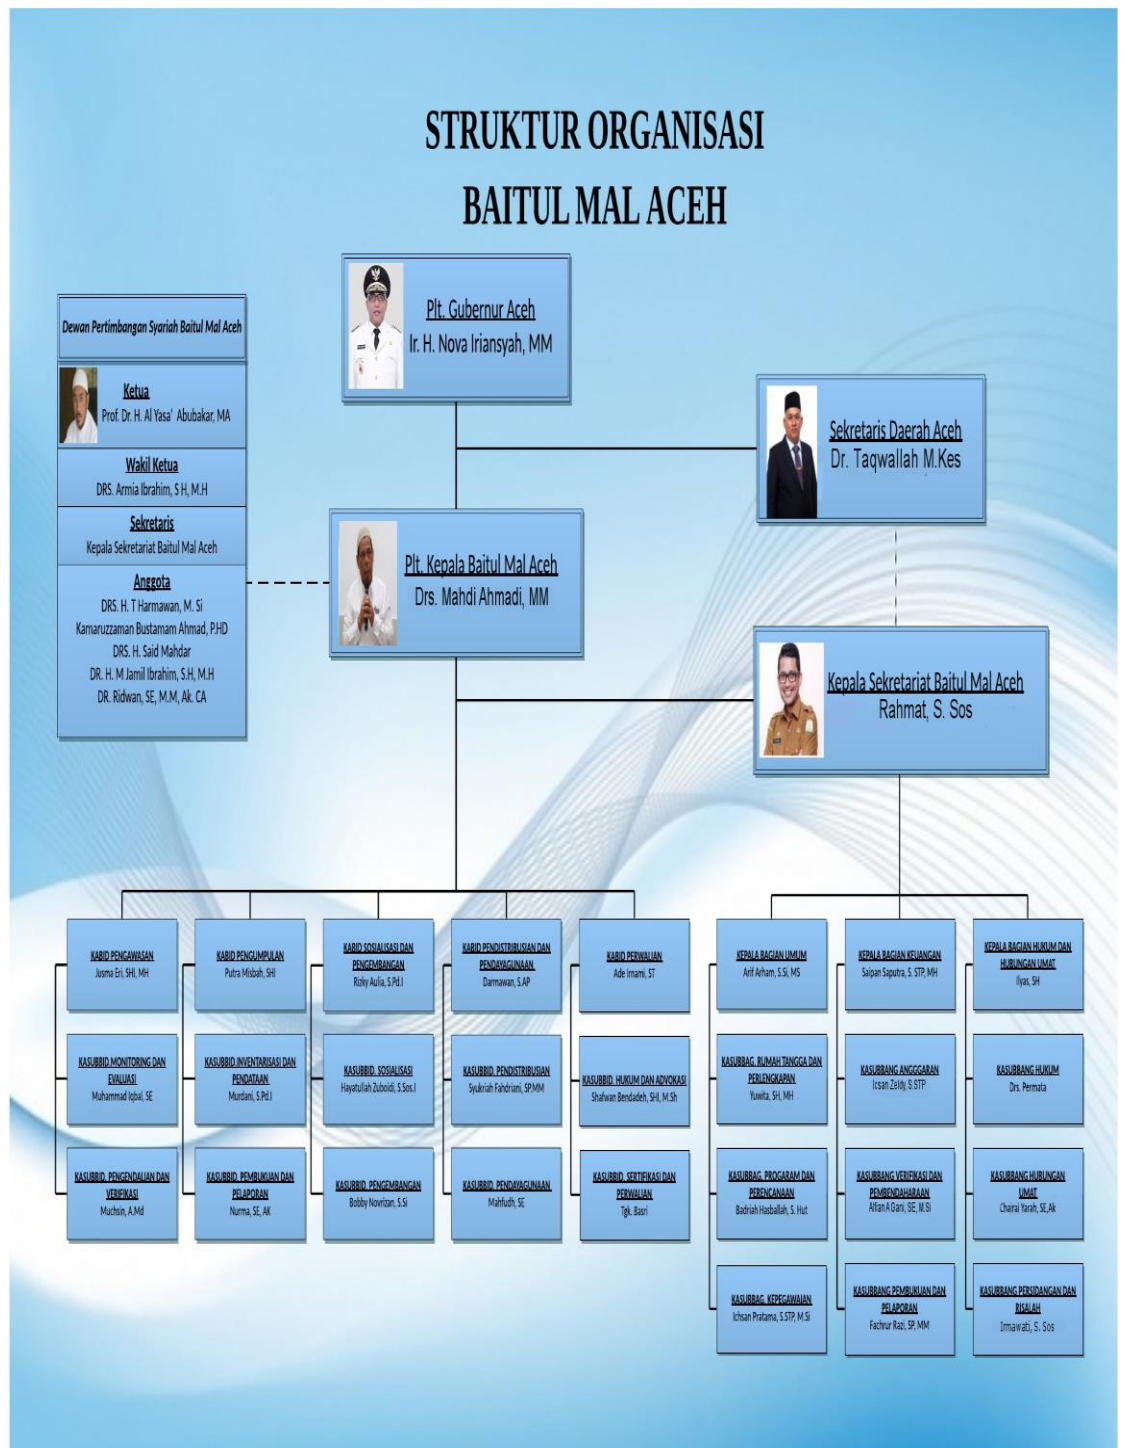 STRUKTUR ORGANISASI
BAITUL MAL ACEH
Plt. Gubernur Aceh
Ir. H. Nova Iriansyah, MM
Dewan Pertimbangan Syariah Baitul Mal Aceh
Ketua
Prof. Dr. H. Al Yasa' Abubakar, MA
Wakil Ketua
DRS. Armia Ibrahim, S H, M.H
Sekretaris
Kepala Sekretariat Baitul Mal Aceh
Anggota
DRS. H. T Harmawan, M. Si
Kamaruzzaman Bustamam Ahmad, P.HD
DRS. H. Said Mahdar
DR. H. M Jamil Ibrahim, S.H, M.H
DR. Ridwan, SE, M.M, Ak. CA
Sekretaris Daerah Aceh
Dr. Taqwallah M.Kes
Plt. Kepala Baitul Mal Aceh
Drs. Mahdi Ahmadi, MM
Kepala Sekretariat Baitul Mal Aceh
Rahmat, S. Sos
KABID PENGAWASAN
Jusma Eri, SHI, MH
KABID PENGUMPULAN
Putra Misbah, SHI
KABID SOSIALISASI DAN
PENGEMBANGAN
Rizky Aulia, S.Pd.I
KABID PENDISTRIBUSIAN DAN
PENDAYAGUNAAN
Darmawan, S.AP
KABID PERWALIAN
Ade Irnami, ST
KEPALA BAGIAN UMUM
Arif Arham, S.Si, MS
KEPALA BAGIAN KEUANGAN
Saipan Saputra, S. STP, MH
KEPALA BAGIAN HUKUM DAN
HUBUNGAN UMAT
Ilyas, SH
KASUBBID.MONITORING DAN
EVALUASI
Muhammad Iqbal, SE
KASUBBID.INVENTARISASI DAN
PENDATAAN
Murdani, S.Pd.I
KASUBBID. SOSIALISASI
Hayatullah Zuboidi, S.Sos.I
KASUBBID. PENDISTRIBUSIAN
Syukriah Fahdriani, SP.MM
KASUBBID. HUKUM DAN ADVOKASI
Shafwan Bendadeh, SHI, M.Sh
KASUBBAG. RUMAH TANGGA DAN
PERLENGKAPAN
Yuwita, SH, MH
KASUBBANG ANGGGARAN
Icsan Zeldy, S.STP
KASUBBANG HUKUM
Drs. Permata
KASUBBID. PENGENDALIAN DAN
VERIFIKASI
Muchsin, A.Md
KASUBBID. PEMBUKUAN DAN
PELAPORAN
Nurma, SE, AK
KASUBBID. PENGEMBANGAN
Bobby Novrizan, S.Si
KASUBBID. PENDAYAGUNAAN
Mahfudh, SE
KASUBBID. SERTIFIKASI DAN
PERWALIAN
Tgk. Basri
KASUBBAG. PROGARAM DAN
PERENCANAAN
Badriah Hasballah, S. Hut
KASUBBANG VERIFIKASI DAN
PEMBENDAHARAAN
Alfian A Gani, SE, M.Si
KASUBBANG HUBUNGAN
UMAT
Chairai Yarah, SE,Ak
KASUBBAG. KEPEGAWAIAN
Ichsan Pratama, S.STP, M.Si
KASUBBANG PEMBUKUAN DAN
PELAPORAN
Fachrur Razi, SP, MM
KASUBBANG PERSIDANGAN DAN
RISALAH
Irmawati, S. Sos